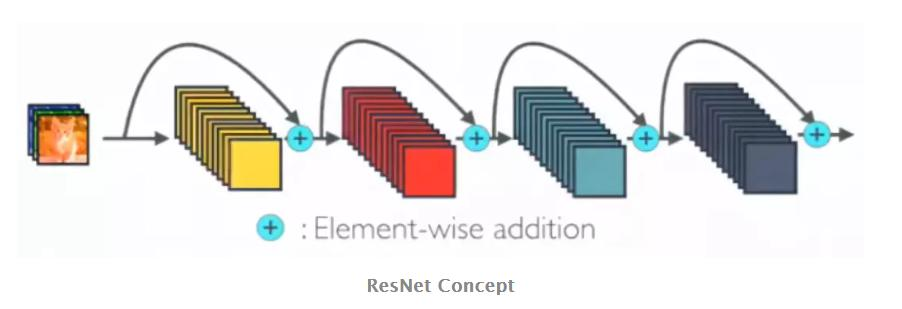 + : Element-wise addition
ResNet Concept